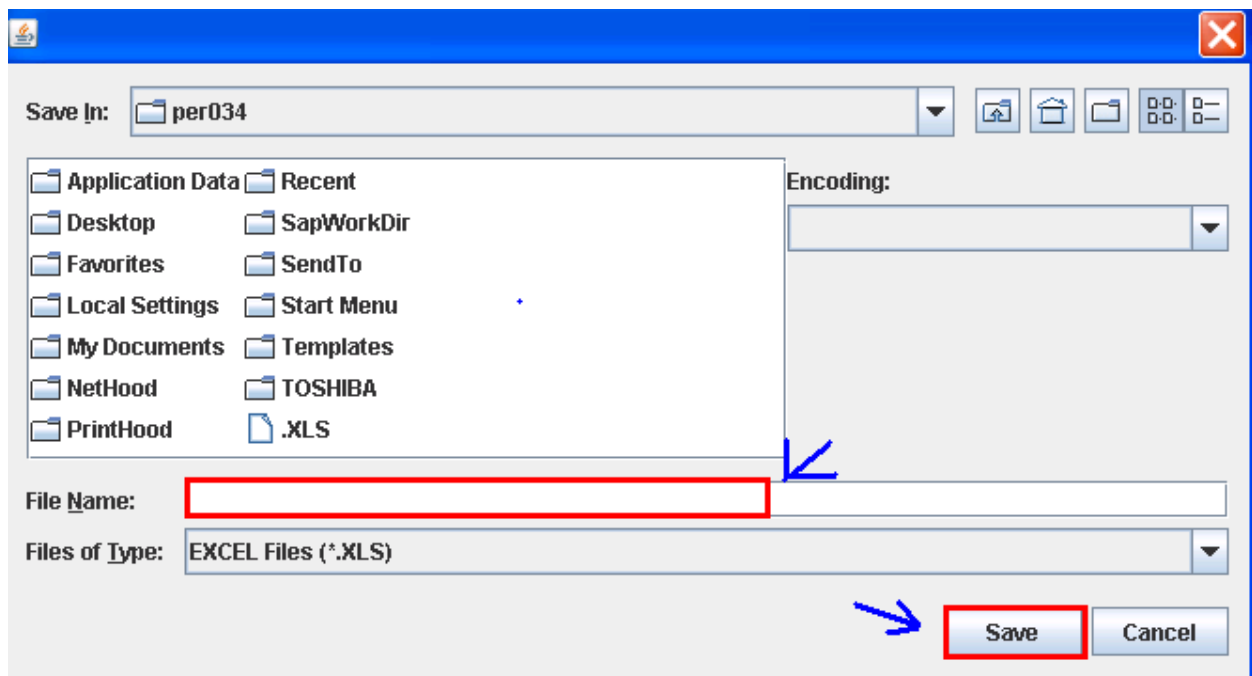 Save In: per034
Application Data Recent Encoding:
Desktop SapWorkDir
Favorites SendTo
Local Settings Start Menu
My Documents Templates
NetHood TOSHIBA
PrintHood .XLS
File Name:
Files of Type: EXCEL Files (*.XLS)
Save Cancel